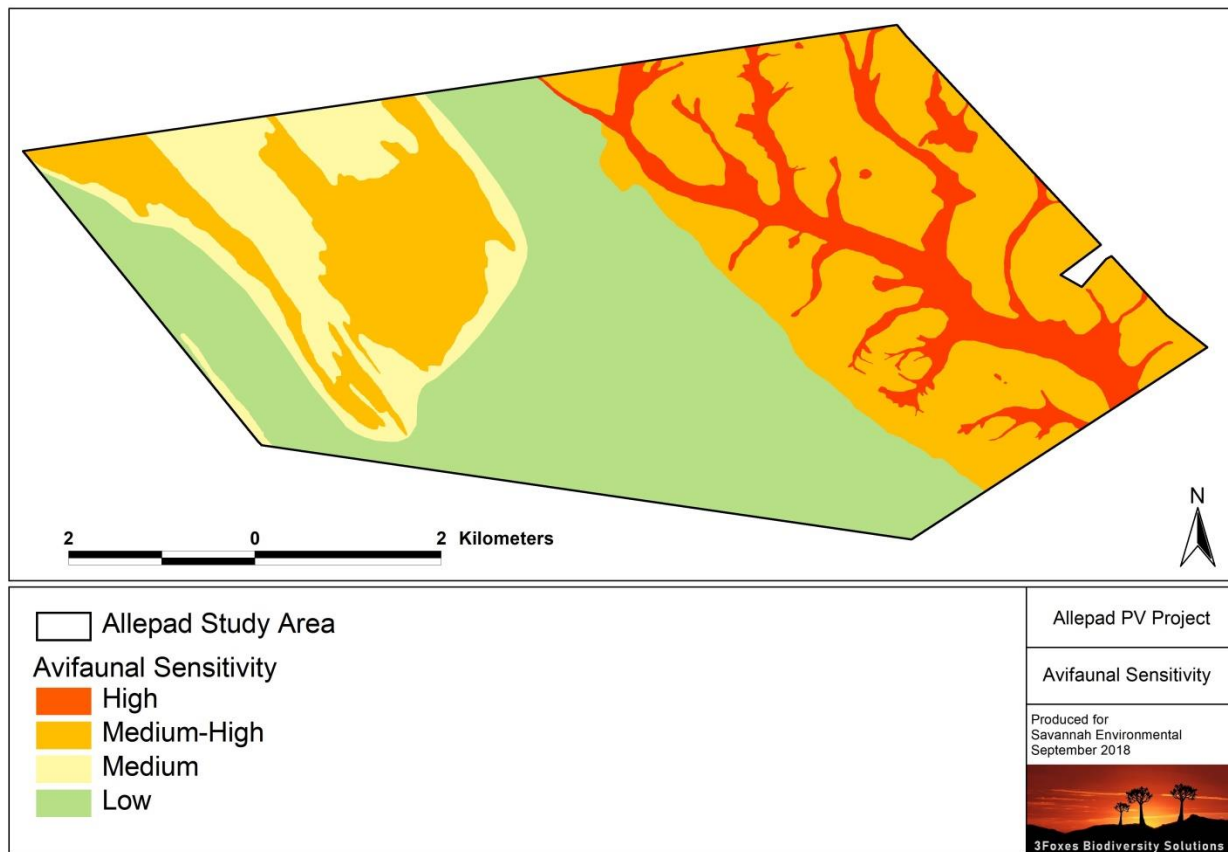 N
2 0 2 Kilometers
Allepad Study Area
Avifaunal Sensitivity
High
Medium-High
Medium
Low
Allepad PV Project
Avifaunal Sensitivity
Produced for
Savannah Environmental
September 2018
3Foxes Biodiversity Solutions